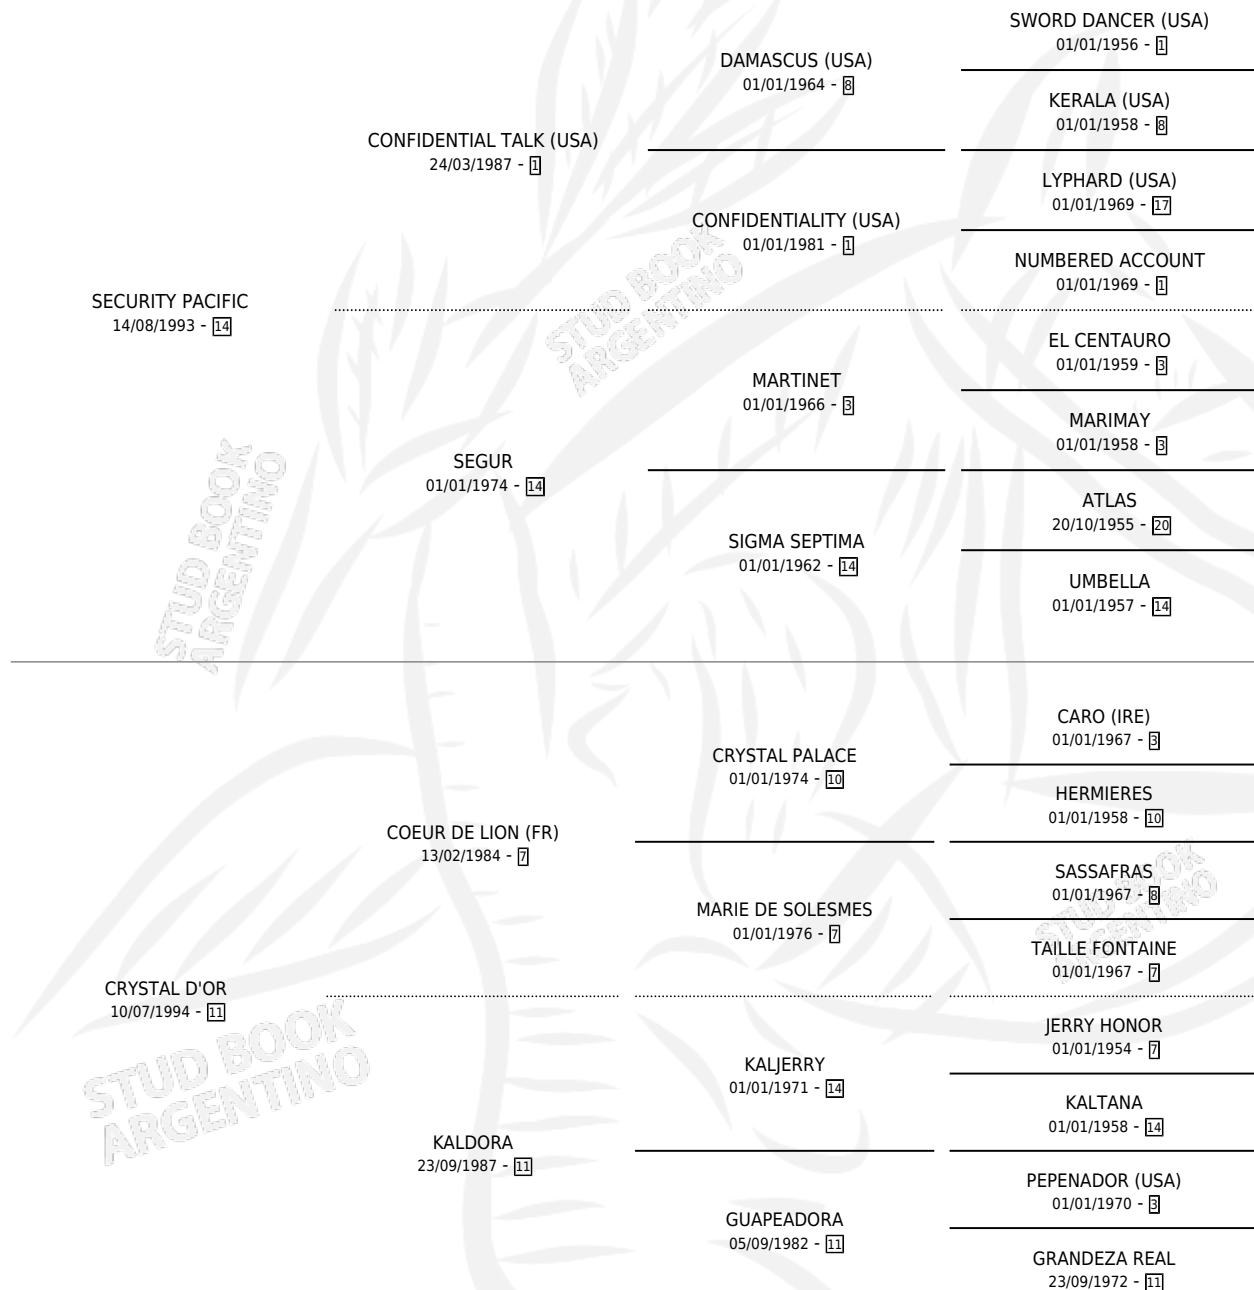 SWORD DANCER (USA)
01/01/1956 - 1
DAMASCUS (USA)
01/01/1964 - 8
KERALA (USA)
01/01/1958 - 8
CONFIDENTIAL TALK (USA)
24/03/1987 - 1
LYPHARD (USA)
01/01/1969 - 17
CONFIDENTIALITY (USA)
01/01/1981 - 1
NUMBERED ACCOUNT
01/01/1969 - 1
SECURITY PACIFIC
14/08/1993 - 14
EL CENTAURO
01/01/1959 - 3
MARTINET
01/01/1966 - 3
MARIMAY
01/01/1958 - 3
SEGUR
01/01/1974 - 14
ATLAS
20/10/1955 - 20
SIGMA SEPTIMA
01/01/1962 - 14
UMBELLA
01/01/1957 - 14
CARO (IRE)
01/01/1967 - 3
CRYSTAL PALACE
01/01/1974 - 10
HERMIERES
01/01/1958 - 10
COEUR DE LION (FR)
13/02/1984 - 7
SASSAFRAS
01/01/1967 - 8
MARIE DE SOLESMES
01/01/1976 - 7
TAILLE FONTAINE
01/01/1967 - 7
CRYSTAL D'OR
10/07/1994 - 11
JERRY HONOR
01/01/1954 - 7
KALJERRY
01/01/1971 - 14
KALTANA
01/01/1958 - 14
KALDORA
23/09/1987 - 11
PEPENADOR (USA)
01/01/1970 - 3
GUAPEADORA
05/09/1982 - 11
GRANDEZA REAL
23/09/1972 - 11
STUD BOOK
ARGENTINO
STUD BOOK
ARGENTINO
STUD BOOK
ARGENTINO
STUD BOOK
ARGENTINO